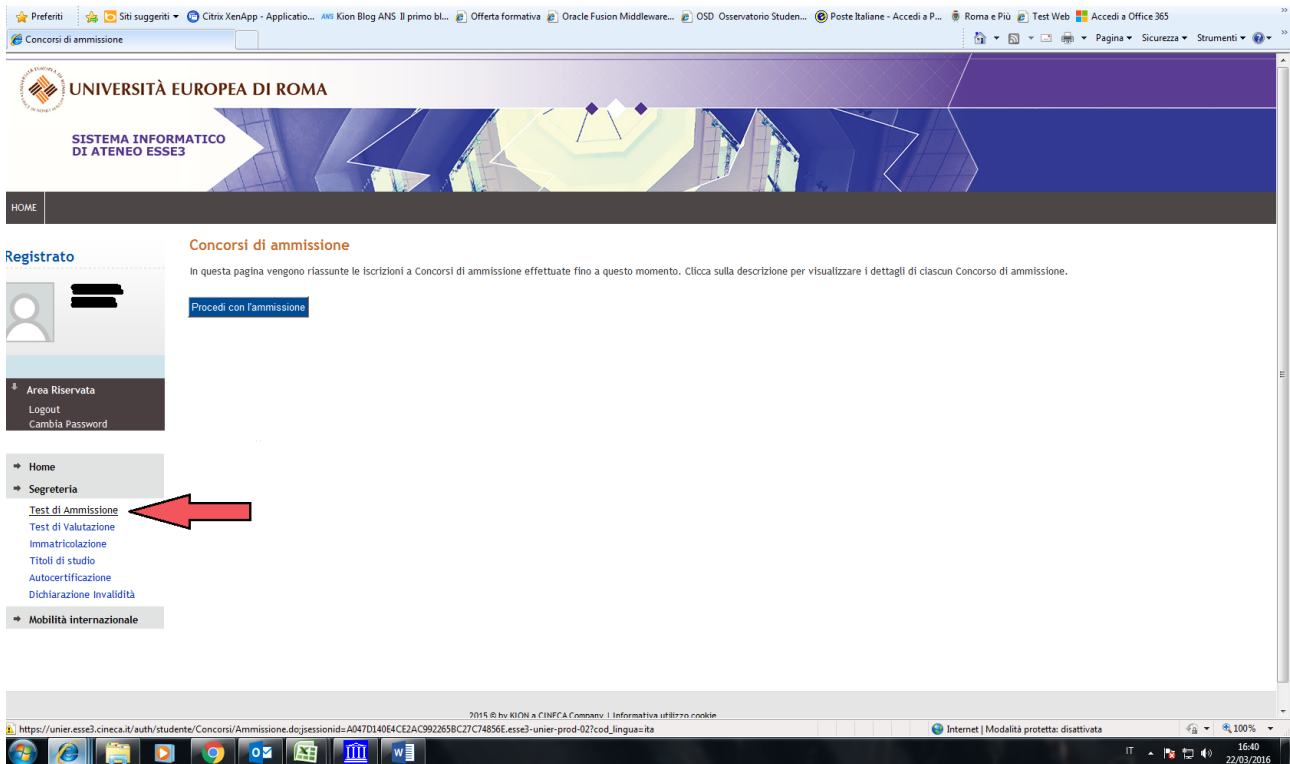 Preferiti Siti suggeriti Citrix XenApp - Applicatio... ANS Kion Blog ANS Il primo bl... Offerta formativa Oracle Fusion Middleware... OSD Osservatorio Studen... Poste Italiane - Accedi a P... Roma e Più Test Web Accedi a Office 365
Concorsi di ammissione Pagina Sicurezza Strumenti
UNIVERSITÀ EUROPEA DI ROMA
SISTEMA INFORMATICO
DI ATENEO ESSE3
HOME
Registrato
Area Riservata
Logout
Cambia Password
Home
Segreteria
Test di Ammissione
Test di Valutazione
Immatricolazione
Titoli di studio
Autocertificazione
Dichiarazione Invalidità
Mobilità internazionale
Concorsi di ammissione
In questa pagina vengono riassunte le iscrizioni a Concorsi di ammissione effettuate fino a questo momento. Clicca sulla descrizione per visualizzare i dettagli di ciascun Concorso di ammissione.
Procedi con l'ammissione
2015 © by KION a CINECA Company | Informativa utilizzo cookie
https://unier.esse3.cineca.it/auth/studente/Concorsi/Ammissione.do;jsessionid=A047D140E4CE2AC992265BC27C74856E.esse3-unier-prod-02?cod_lingua=ita Internet | Modalità protetta: disattivata 100%
IT 16:40
22/03/2016